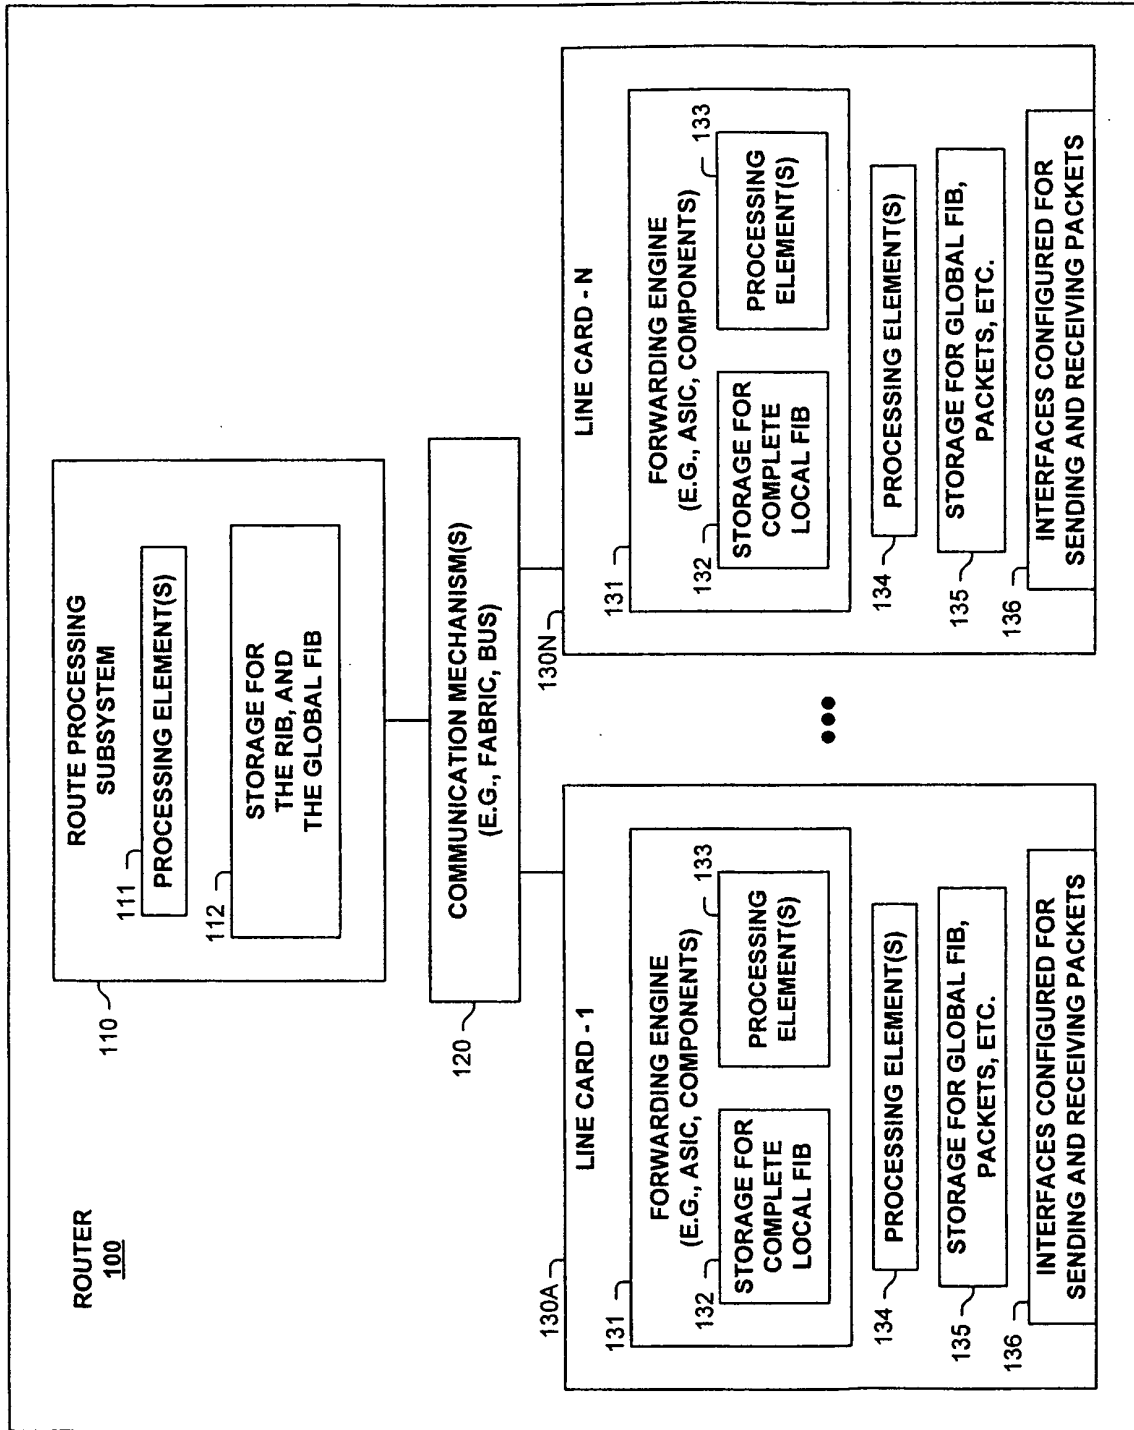 ROUTER
100
110
ROUTE PROCESSING
SUBSYSTEM
111
PROCESSING ELEMENT(S)
112
STORAGE FOR
THE RIB, AND
THE GLOBAL FIB
120
COMMUNICATION MECHANISM(S)
(E.G., FABRIC, BUS)
130A
LINE CARD - 1
131
FORWARDING ENGINE
(E.G., ASIC, COMPONENTS)
132
STORAGE FOR
COMPLETE
LOCAL FIB
133
PROCESSING
ELEMENT(S)
134
PROCESSING ELEMENT(S)
135
STORAGE FOR GLOBAL FIB,
PACKETS, ETC.
136
INTERFACES CONFIGURED FOR
SENDING AND RECEIVING PACKETS
130N
LINE CARD - N
131
FORWARDING ENGINE
(E.G., ASIC, COMPONENTS)
132
STORAGE FOR
COMPLETE
LOCAL FIB
133
PROCESSING
ELEMENT(S)
134
PROCESSING ELEMENT(S)
135
STORAGE FOR GLOBAL FIB,
PACKETS, ETC.
136
INTERFACES CONFIGURED FOR
SENDING AND RECEIVING PACKETS